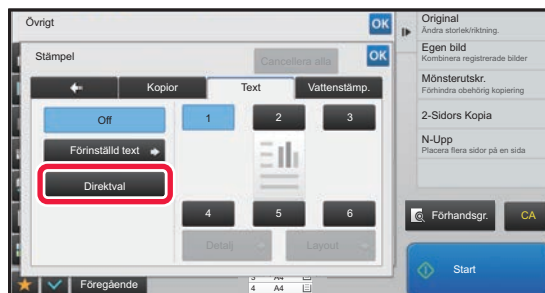 Övrigt
OK
Stämpel
Cancellera alla
OK
Kopior
Text
Vattenstämp.
Off
Förinställd text
Direktval
1
2
3
4
5
6
Detalj
Layout
Föregående
3 A4
4 A4
Original
Ändra storlek/riktning.
Egen bild
Kombinera registrerade bilder
Mönsterutskr.
Förhindra obehörig kopiering
2-Sidors Kopia
N-Upp
Placera flera sidor på en sida
Förhandsgr.
CA
Start